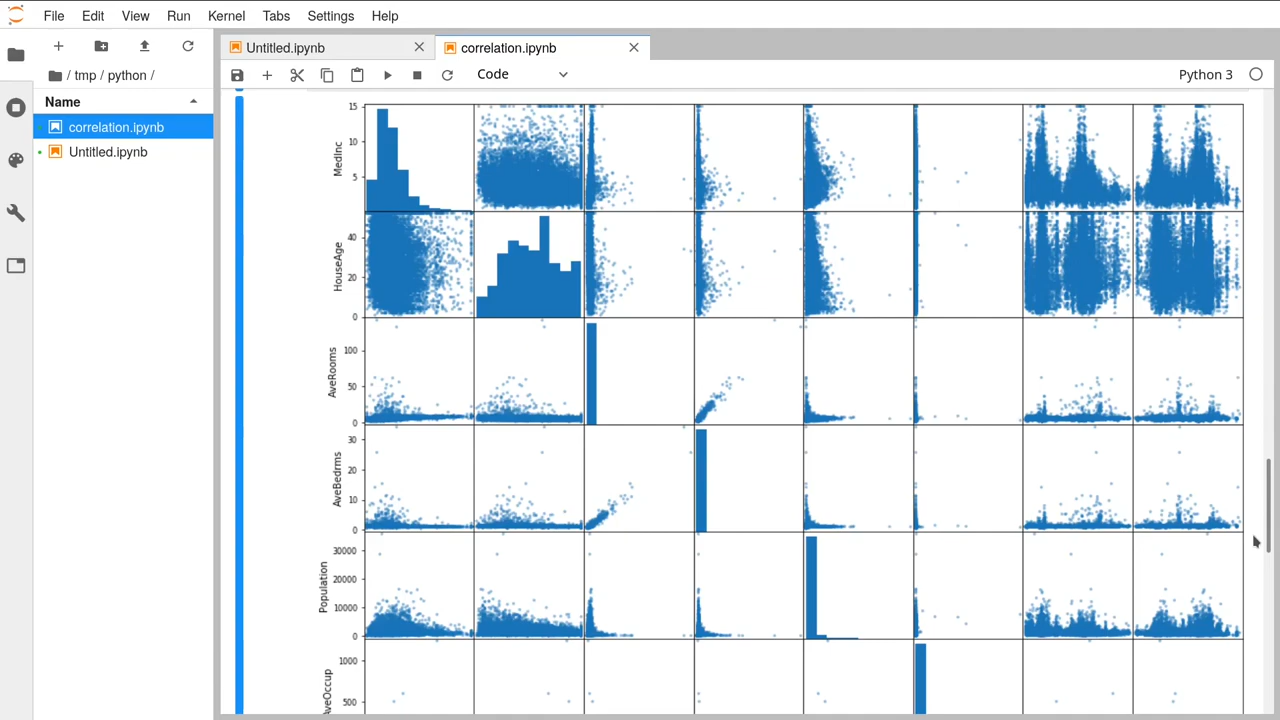 File Edit View Run Kernel Tabs Settings Help
Untitled.ipynb
correlation.ipynb
/ tmp / python /
Code
Python 3
Name
correlation.ipynb
Untitled.ipynb
MedInc
15
10
5
HouseAge
40
20
0
AveRooms
100
50
0
AveBedrms
30
20
10
0
Population
30000
20000
10000
0
AveOccup
1000
500